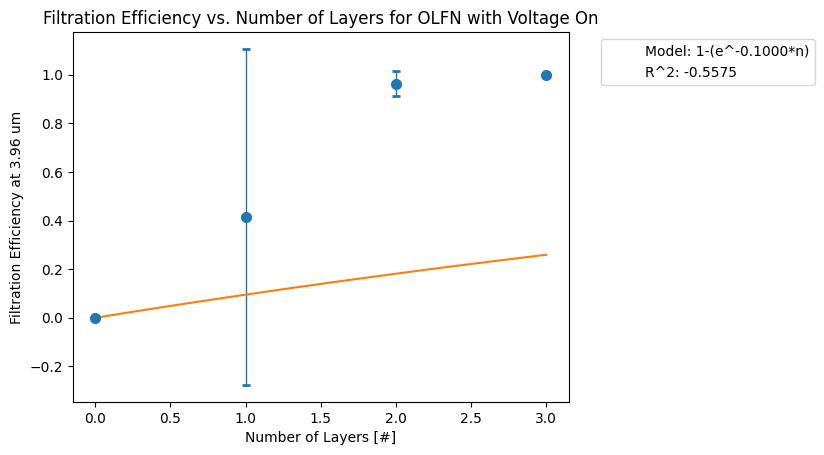 Filtration Efficiency vs. Number of Layers for OLFN with Voltage On
Model: 1-(e^-0.1000*n)
R^2: -0.5575
Filtration Efficiency at 3.96 um
1.0
0.8
0.6
0.4
0.2
0.0
−0.2
0.0 0.5 1.0 1.5 2.0 2.5 3.0
Number of Layers [#]